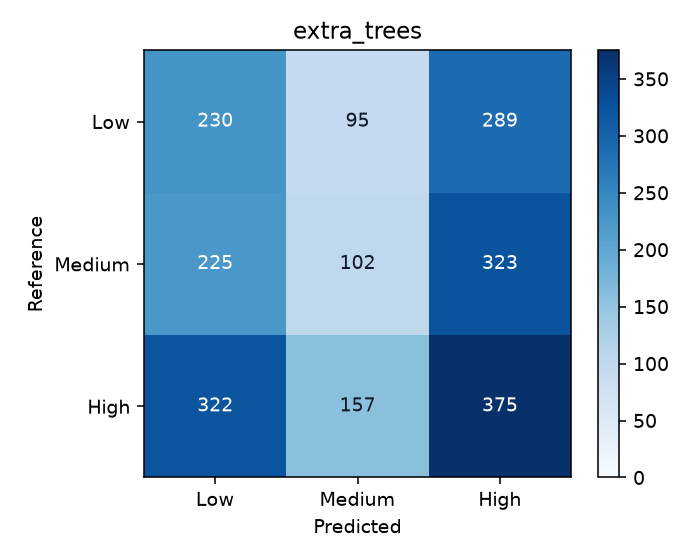 extra_trees
Low 230 95 289
Medium 225 102 323
High 322 157 375
Low Medium High
Predicted
Reference
350
300
250
200
150
100
50
0